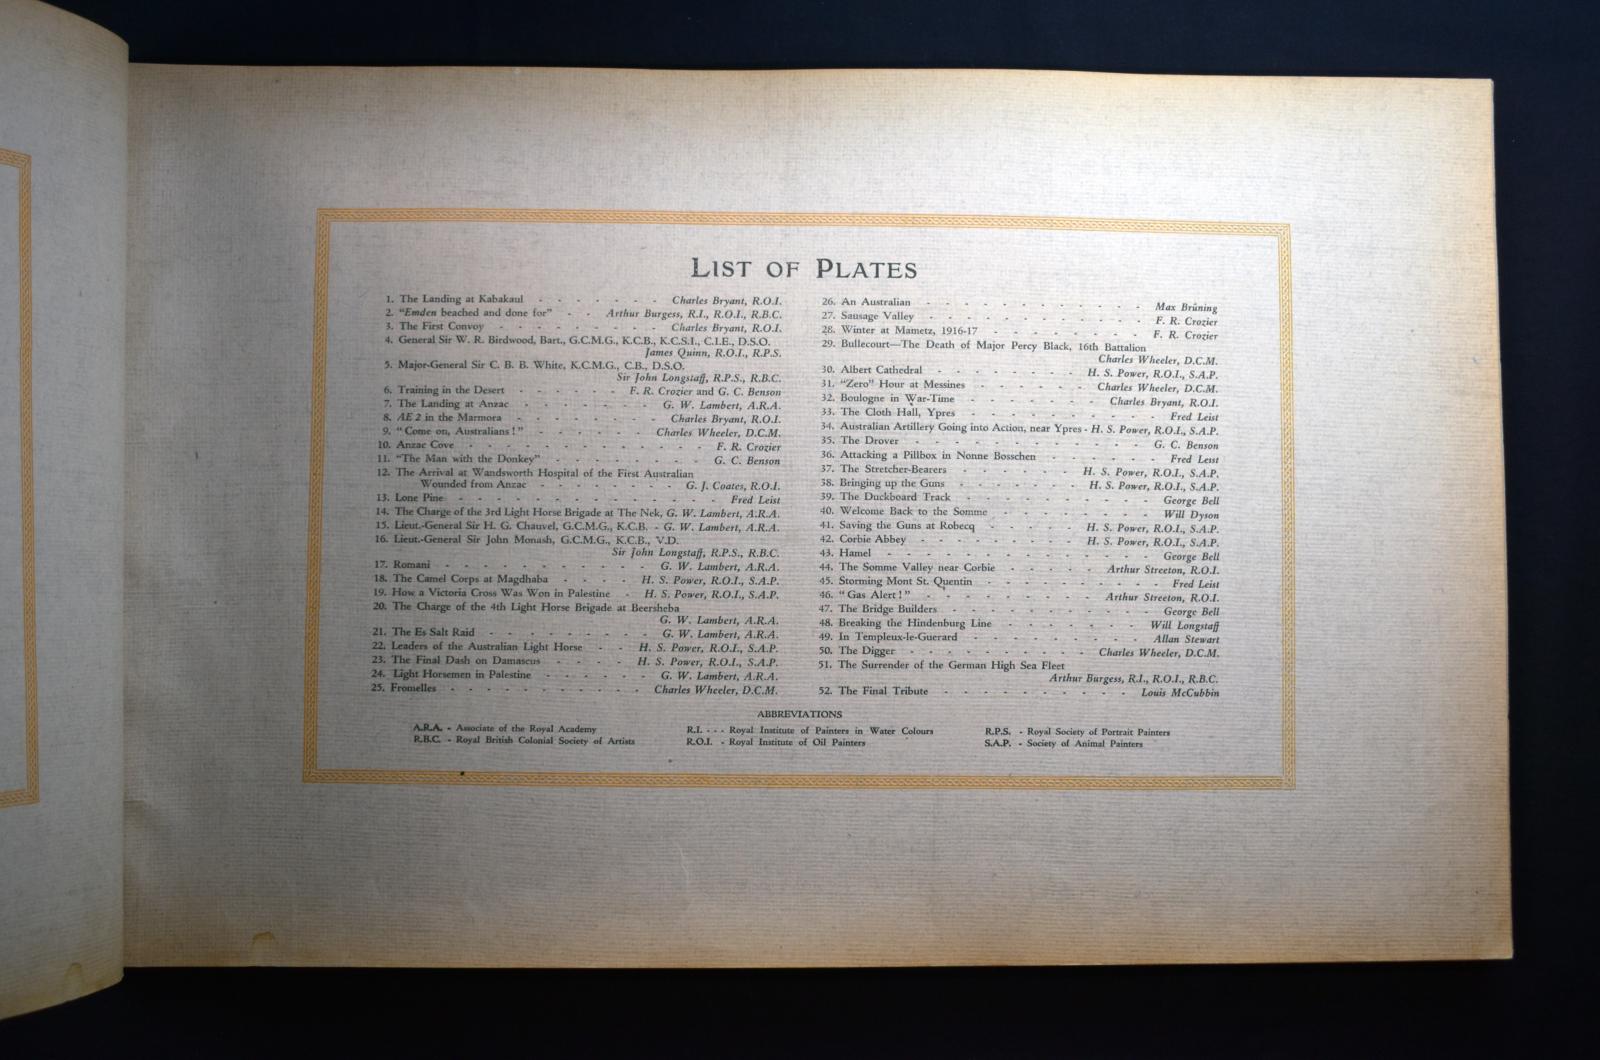 LIST OF PLATES
1. The Landing at Kabakaul - - - - - - - Charles Bryant, R.O.I.
2. "Emden beached and done for" - - Arthur Burgess, R.I., R.O.I., R.B.C.
3. The First Convoy - - - - - - - - Charles Bryant, R.O.I.
4. General Sir W. R. Birdwood, Bart., G.C.M.G., K.C.B., K.C.S.I., C.I.E., D.S.O.
James Quinn, R.O.I., R.P.S.
5. Major-General Sir C. B. B. White, K.C.M.G., C.B., D.S.O.
Sir John Longstaff, R.P.S., R.B.C.
6. Training in the Desert - - - - - F. R. Crozier and G. C. Benson
7. The Landing at Anzac - - - - - - G. W. Lambert, A.R.A.
8. AE 2 in the Marmora - - - - - - - Charles Bryant, R.O.I.
9. "Come on, Australians!" - - - - - - Charles Wheeler, D.C.M.
10. Anzac Cove - - - - - - - - - - - F. R. Crozier
11. "The Man with the Donkey" - - - - - - - G. C. Benson
12. The Arrival at Wandsworth Hospital of the First Australian
Wounded from Anzac - - - - - - - - G. J. Coates, R.O.I.
13. Lone Pine - - - - - - - - - - - - - - Fred Leist
14. The Charge of the 3rd Light Horse Brigade at The Nek, G. W. Lambert, A.R.A.
15. Lieut.-General Sir H. G. Chauvel, G.C.M.G., K.C.B. - G. W. Lambert, A.R.A.
16. Lieut.-General Sir John Monash, G.C.M.G., K.C.B., V.D.
Sir John Longstaff, R.P.S., R.B.C.
17. Romani - - - - - - - - - - - G. W. Lambert, A.R.A.
18. The Camel Corps at Magdhaba - - - - H. S. Power, R.O.I., S.A.P.
19. How a Victoria Cross Was Won in Palestine - H. S. Power, R.O.I., S.A.P.
20. The Charge of the 4th Light Horse Brigade at Beersheba
G. W. Lambert, A.R.A.
21. The Es Salt Raid - - - - - - - - - G. W. Lambert, A.R.A.
22. Leaders of the Australian Light Horse - - H. S. Power, R.O.I., S.A.P.
23. The Final Dash on Damascus - - - - H. S. Power, R.O.I., S.A.P.
24. Light Horsemen in Palestine - - - - - - G. W. Lambert, A.R.A.
25. Fromelles - - - - - - - - - - - Charles Wheeler, D.C.M.
26. An Australian - - - - - - - - - - - - Max Brüning
27. Sausage Valley - - - - - - - - - - - - F. R. Crozier
28. Winter at Mametz, 1916-17 - - - - - - - - F. R. Crozier
29. Bullecourt—The Death of Major Percy Black, 16th Battalion
Charles Wheeler, D.C.M.
30. Albert Cathedral - - - - - - - - H. S. Power, R.O.I., S.A.P.
31. "Zero" Hour at Messines - - - - - - Charles Wheeler, D.C.M.
32. Boulogne in War-Time - - - - - - - Charles Bryant, R.O.I.
33. The Cloth Hall, Ypres - - - - - - - - - - Fred Leist
34. Australian Artillery Going into Action, near Ypres - H. S. Power, R.O.I., S.A.P.
35. The Drover - - - - - - - - - - - - G. C. Benson
36. Attacking a Pillbox in Nonne Bosschen - - - - - Fred Leist
37. The Stretcher-Bearers - - - - - - H. S. Power, R.O.I., S.A.P.
38. Bringing up the Guns - - - - - - H. S. Power, R.O.I., S.A.P.
39. The Duckboard Track - - - - - - - - - - George Bell
40. Welcome Back to the Somme - - - - - - - - Will Dyson
41. Saving the Guns at Robecq - - - - - H. S. Power, R.O.I., S.A.P.
42. Corbie Abbey - - - - - - - - - H. S. Power, R.O.I., S.A.P.
43. Hamel - - - - - - - - - - - - - - George Bell
44. The Somme Valley near Corbie - - - - - Arthur Streeton, R.O.I.
45. Storming Mont St. Quentin - - - - - - - - Fred Leist
46. "Gas Alert!" - - - - - - - - - Arthur Streeton, R.O.I.
47. The Bridge Builders - - - - - - - - - - George Bell
48. Breaking the Hindenburg Line - - - - - - - Will Longstaff
49. In Templeux-le-Guerard - - - - - - - - - Allan Stewart
50. The Digger - - - - - - - - - - Charles Wheeler, D.C.M.
51. The Surrender of the German High Sea Fleet
Arthur Burgess, R.I., R.O.I., R.B.C.
52. The Final Tribute - - - - - - - - - - Louis McCubbin
ABBREVIATIONS
A.R.A. - Associate of the Royal Academy
R.B.C. - Royal British Colonial Society of Artists
R.I. - - - Royal Institute of Painters in Water Colours
R.O.I. - Royal Institute of Oil Painters
R.P.S. - Royal Society of Portrait Painters
S.A.P. - Society of Animal Painters